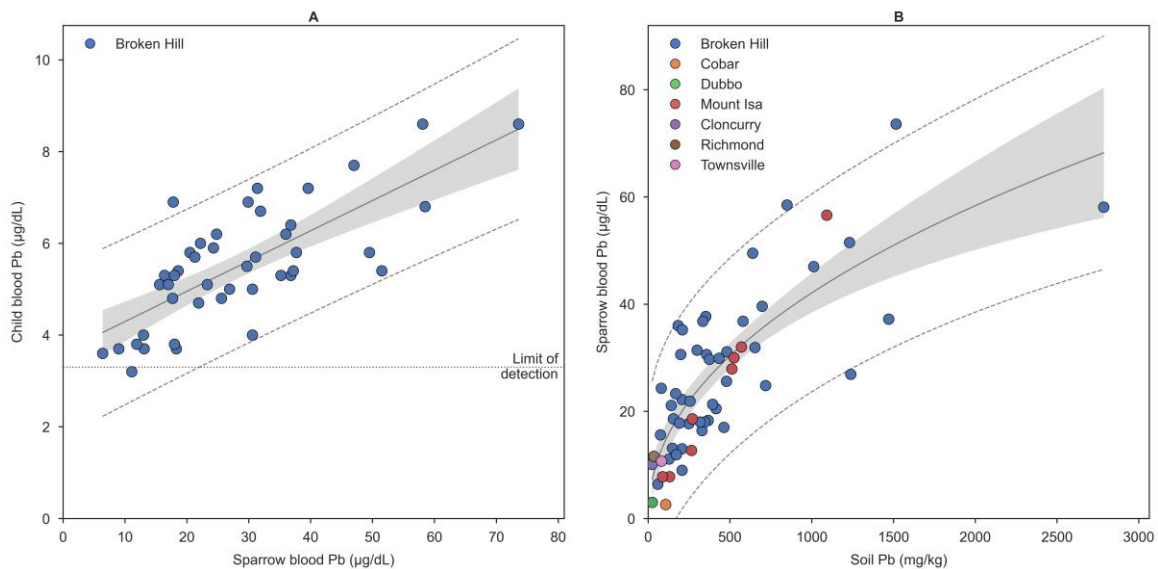 A
Broken Hill
10
8
6
4
2
0
Child blood Pb (µg/dL)
Limit of
detection
0 10 20 30 40 50 60 70 80
Sparrow blood Pb (µg/dL)
B
Broken Hill
Cobar
Dubbo
Mount Isa
Cloncurry
Richmond
Townsville
80
60
40
20
0
Sparrow blood Pb (µg/dL)
0 500 1000 1500 2000 2500 3000
Soil Pb (mg/kg)